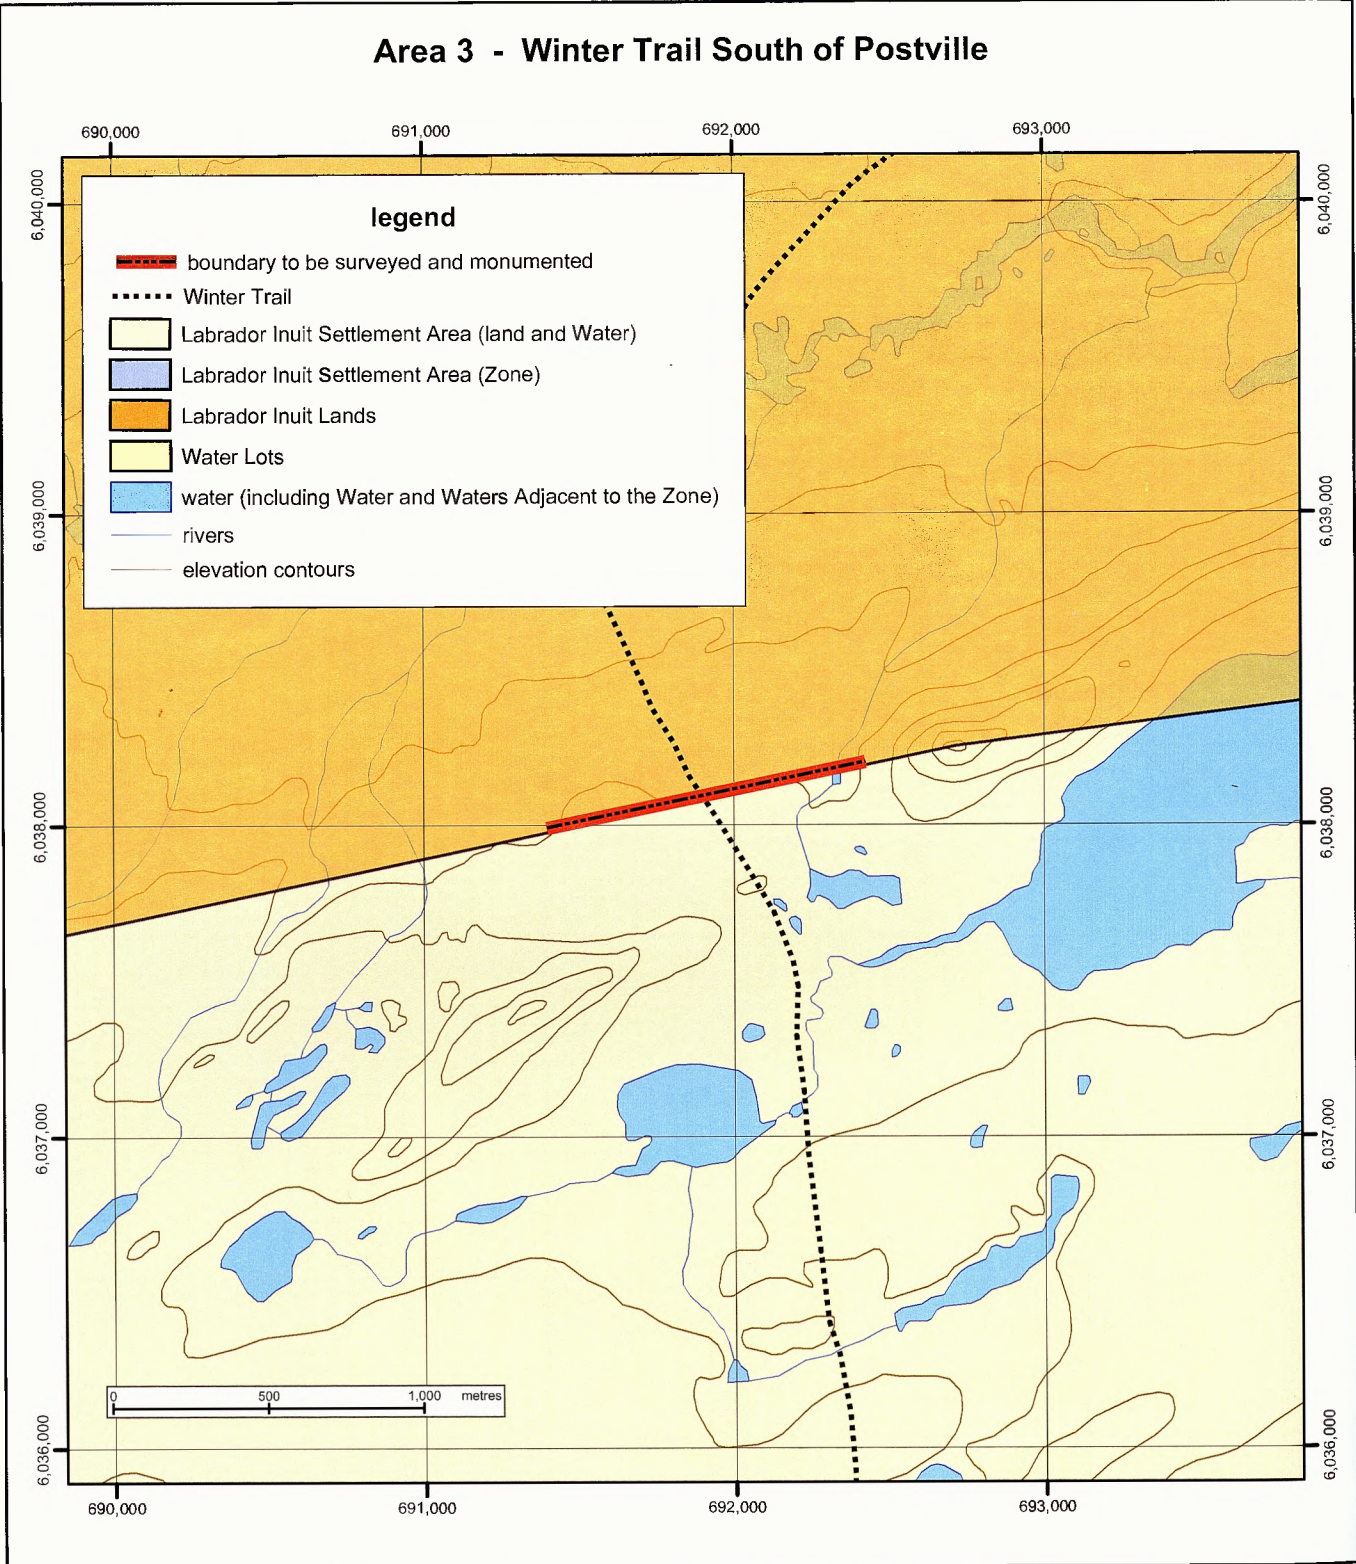 Area 3 - Winter Trail South of Postville
690,000 691,000 692,000 693,000
6,040,000 6,040,000
legend
boundary to be surveyed and monumented
Winter Trail
Labrador Inuit Settlement Area (land and Water)
Labrador Inuit Settlement Area (Zone)
Labrador Inuit Lands
Water Lots
water (including Water and Waters Adjacent to the Zone)
rivers
elevation contours
6,039,000 6,039,000
6,038,000 6,038,000
6,037,000 6,037,000
0 500 1,000 metres
6,036,000 6,036,000
690,000 691,000 692,000 693,000